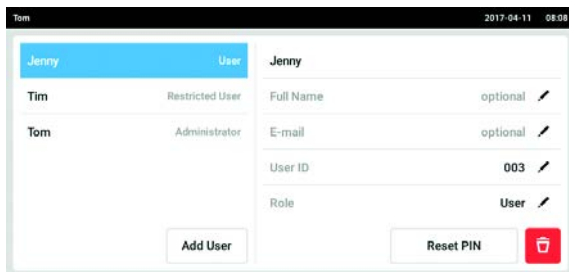 Tom 2017-04-11 08:08
Jenny User
Tim Restricted User
Tom Administrator
Add User
Jenny
Full Name optional
E-mail optional
User ID 003
Role User
Reset PIN